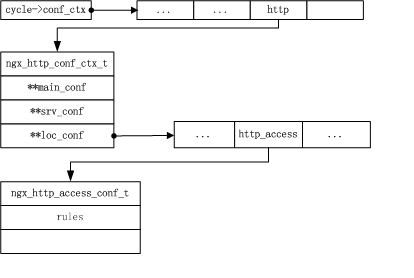 cycle->conf_ctx
...
...
http
ngx_http_conf_ctx_t
**main_conf
**srv_conf
**loc_conf
...
http_access
...
ngx_http_access_conf_t
rules